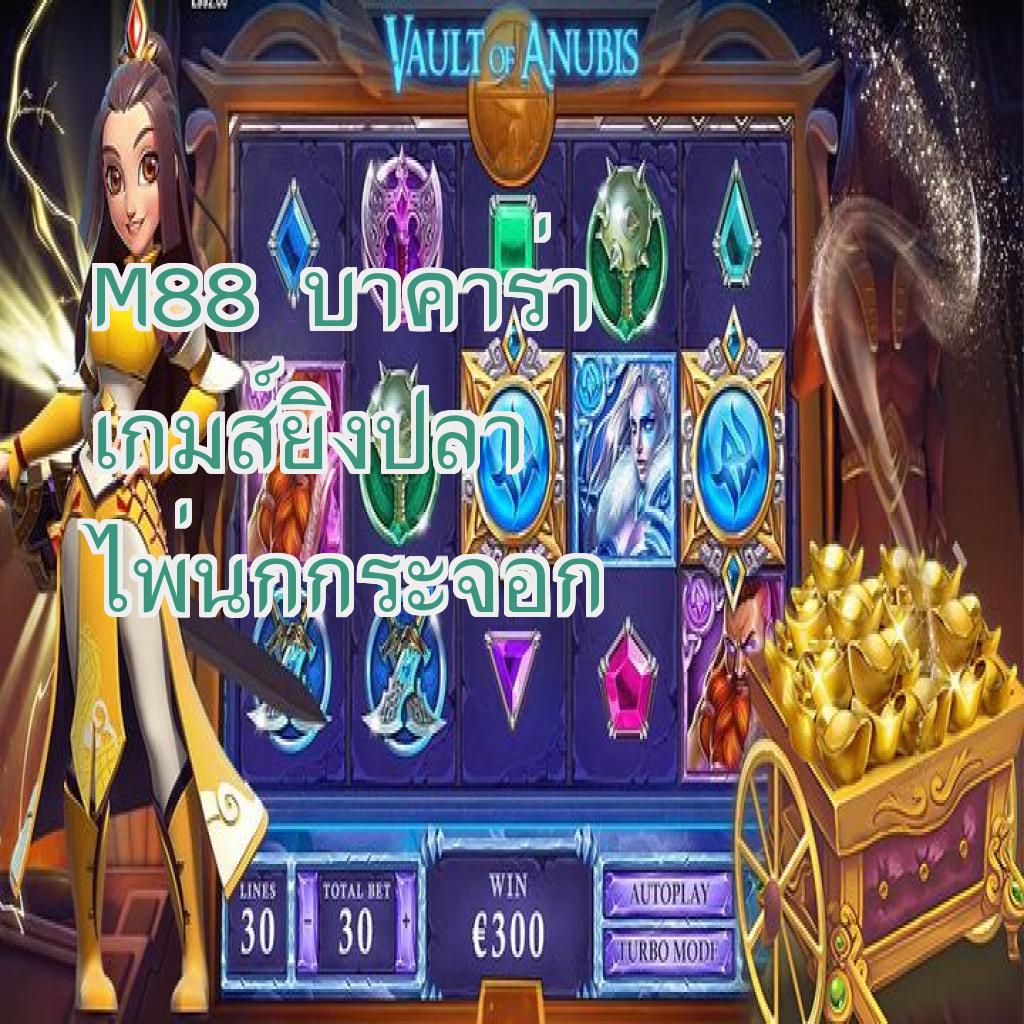 VAULT OF ANUBIS
M88 บาคาร่า
เกมส์ยิงปลา
ไพ่นกกระจอก
LINES
30
TOTAL BET
- 30 +
WIN
€300
AUTOPLAY
TURBO MODE